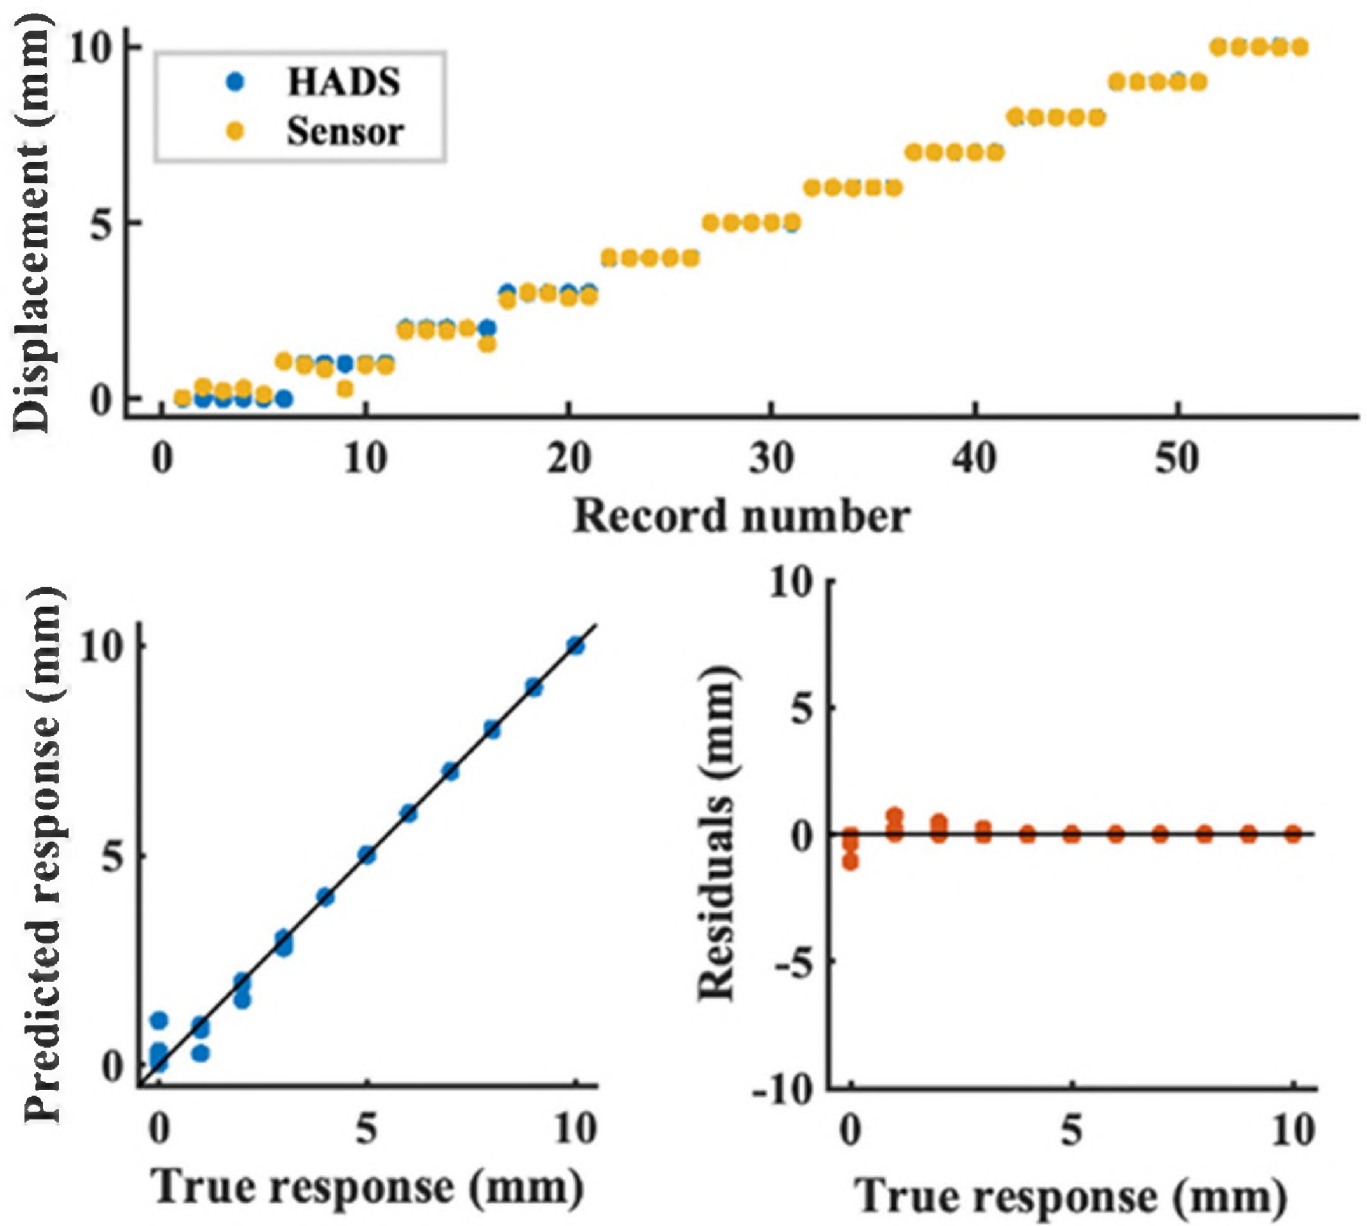 Displacement (mm)
10
5
0
HADS
Sensor
0 10 20 30 40 50
Record number
Predicted response (mm)
10
5
0
0 5 10
True response (mm)
Residuals (mm)
10
5
0
-5
-10
0 5 10
True response (mm)